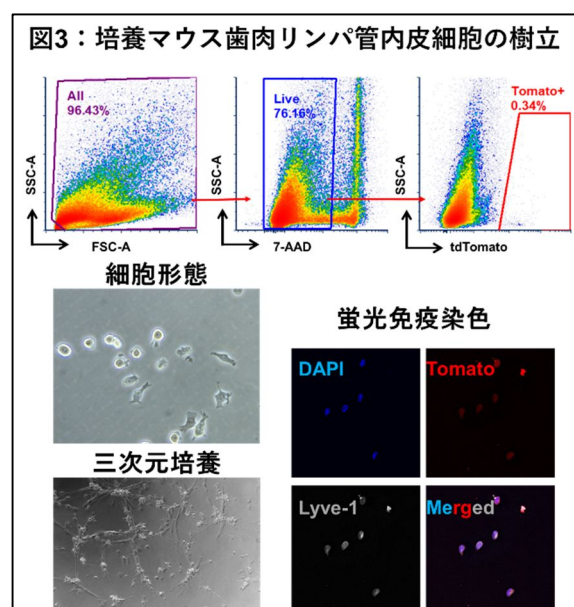 図3：培養マウス歯肉リンパ管内皮細胞の樹立
All
96.43%
SSC-A
FSC-A
Live
76.16%
SSC-A
7-AAD
Tomato+
0.34%
SSC-A
tdTomato
細胞形態
三次元培養
蛍光免疫染色
DAPI
Tomato
Lyve-1
Merged